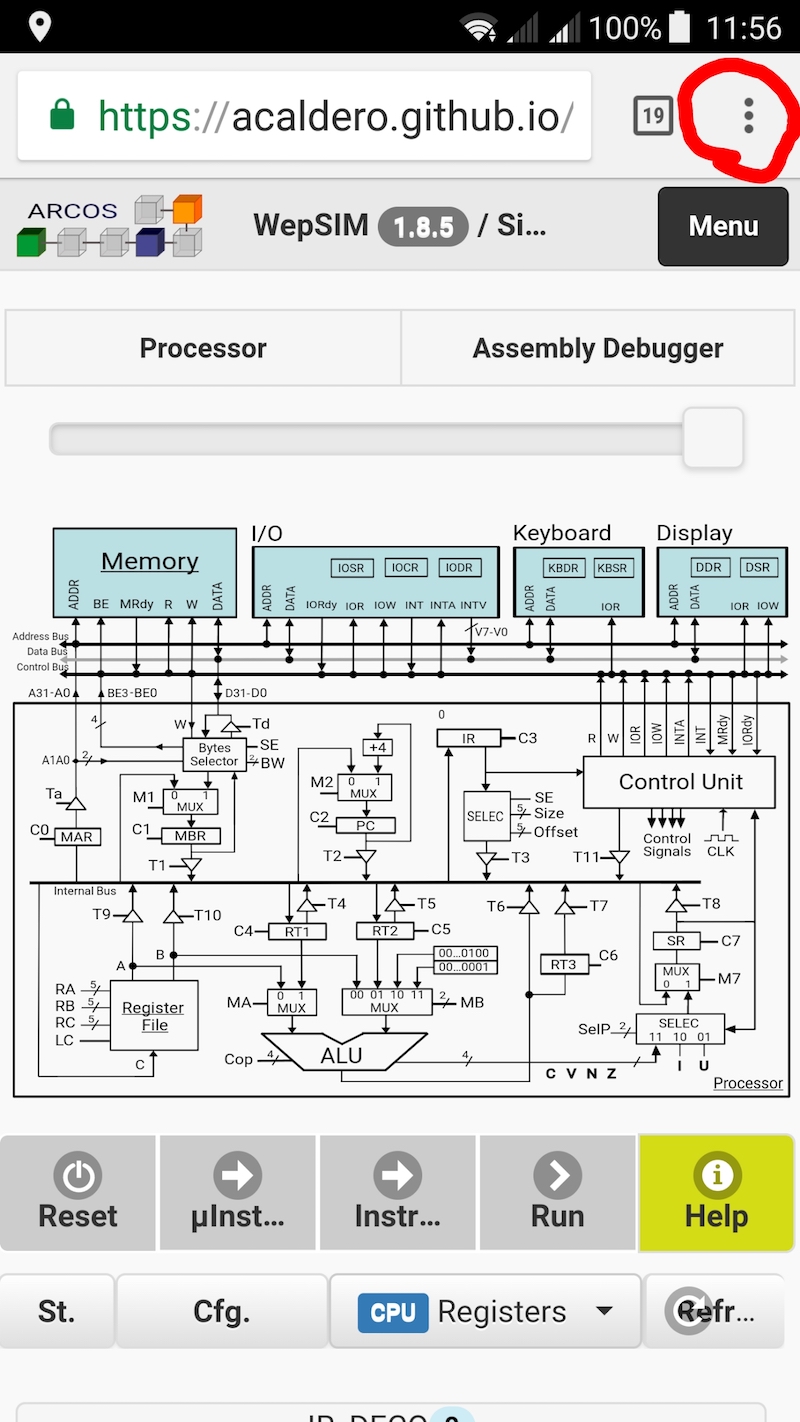 100% 11:56
https://acaldero.github.io/
19
ARCOS
WepSIM 1.8.5 / Si...
Menu
Processor
Assembly Debugger
I/O
Keyboard
Display
Memory
IOSR IOCR IODR
KBDR KBSR
DDR DSR
ADDR BE MRdy R W DATA
ADDR DATA IORdy IOR IOW INT INTA INTV
ADDR DATA IOR
ADDR DATA IOR IOW
V7-V0
Address Bus
Data Bus
Control Bus
A31-A0 BE3-BE0 D31-D0
0
4
W Td
R W IOR IOW INTA INT MRdy IORdy
+4
IR C3
Bytes
Selector
SE
2 BW
A1A0 2
M2 0 1
MUX
Control Unit
Ta
M1 0 1
MUX
SELEC
SE
5 Size
5 Offset
C0 MAR
C1 MBR
C2 PC
Control
Signals
CLK
T1
T2
T3
T11
Internal Bus
T9 T10 T4 T5 T6 T7 T8
C4 RT1
RT2 C5
SR C7
B
A
00...0100
00...0001
RT3 C6
MUX
0 1
M7
RA 5
RB 5
RC 5
LC
Register
File
MA 0 1
MUX
00 01 10 11
MUX
2 MB
SelP 2
SELEC
11 10 01
C
Cop 4
ALU
4
C V N Z
I U
Processor
Reset
µInst...
Instr...
Run
Help
St.
Cfg.
CPU Registers